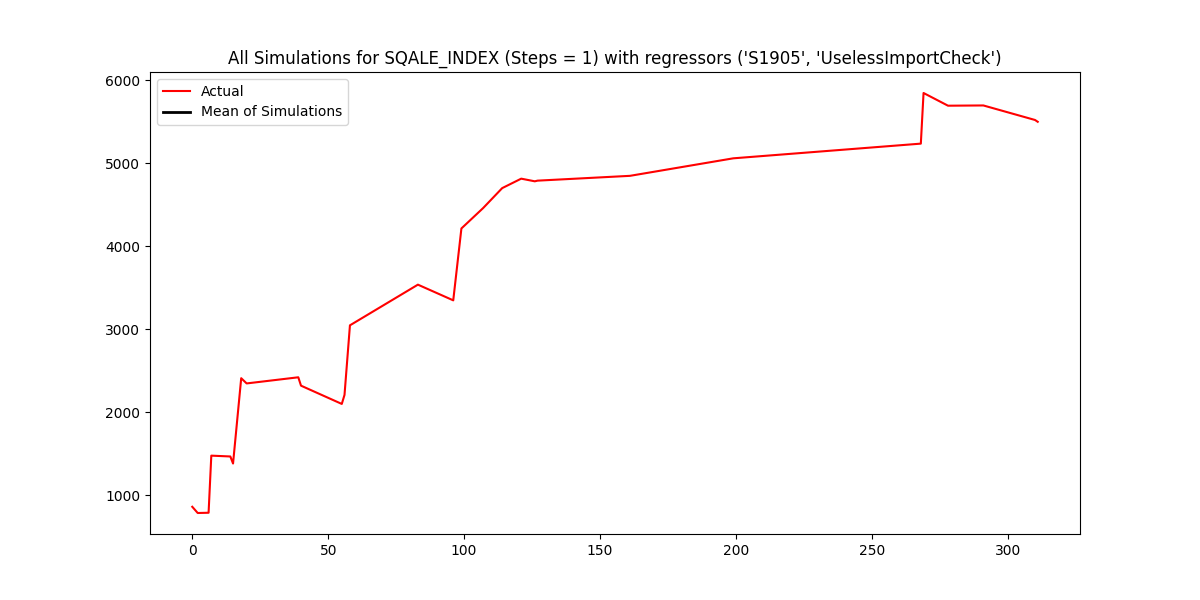 All Simulations for SQALE_INDEX (Steps = 1) with regressors ('S1905', 'UselessImportCheck')
Actual
Mean of Simulations
6000
5000
4000
3000
2000
1000
0 50 100 150 200 250 300